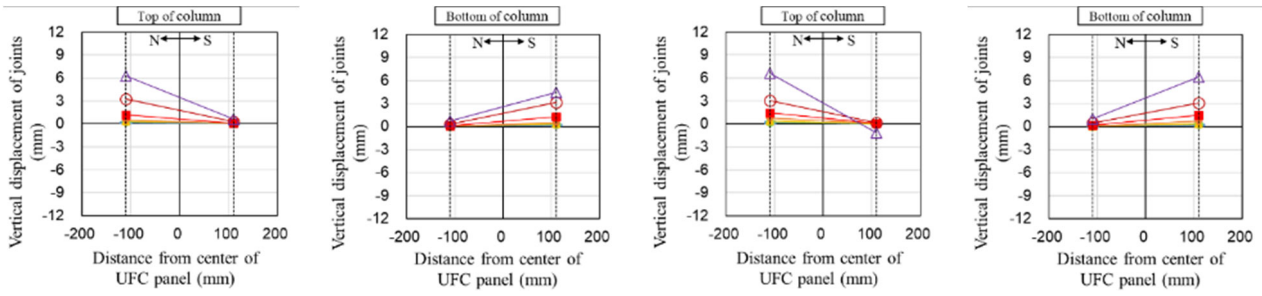 Top of column
N S
Vertical displacement of joints
(mm)
12
9
6
3
0
-3
-6
-9
-12
-200 -100 0 100 200
Distance from center of
UFC panel (mm)
Bottom of column
N S
Vertical displacement of joints
(mm)
12
9
6
3
0
-3
-6
-9
-12
-200 -100 0 100 200
Distance from center of
UFC panel (mm)
Top of column
N S
Vertical displacement of joints
(mm)
12
9
6
3
0
-3
-6
-9
-12
-200 -100 0 100 200
Distance from center of
UFC panel (mm)
Bottom of column
N S
Vertical displacement of joints
(mm)
12
9
6
3
0
-3
-6
-9
-12
-200 -100 0 100 200
Distance from center of
UFC panel (mm)